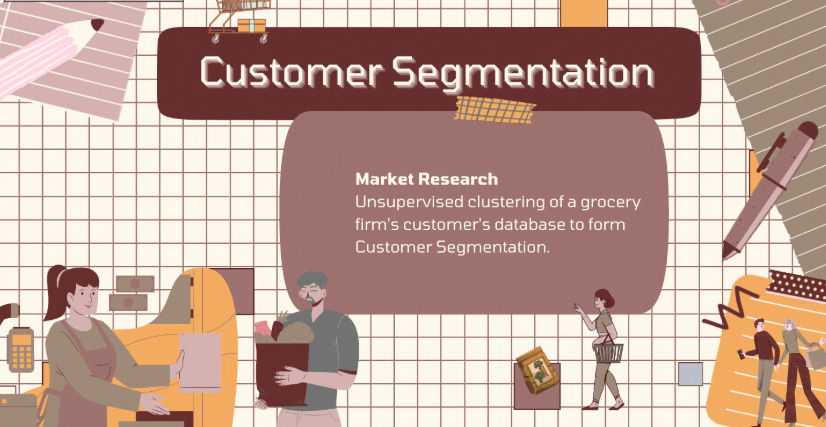 Customer Segmentation
Market Research
Unsupervised clustering of a grocery
firm's customer's database to form
Customer Segmentation.